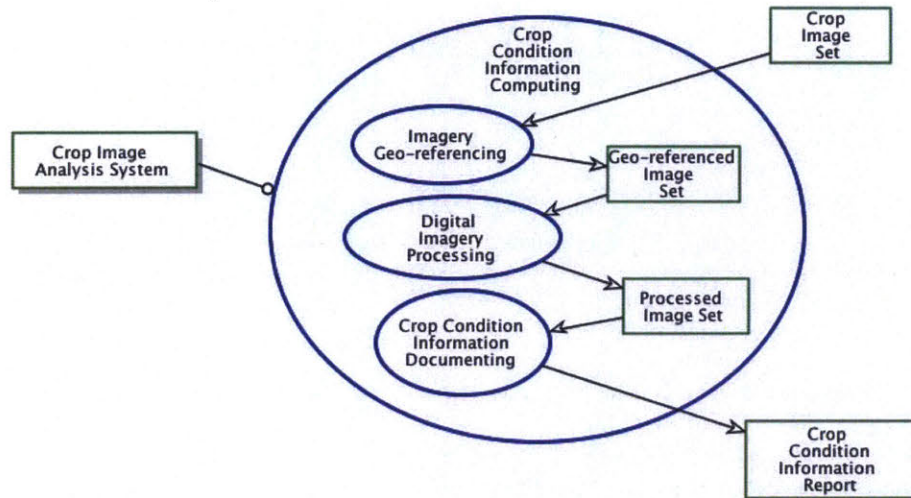 Crop
Condition
Information
Computing
Crop
Image
Set
Imagery
Geo-referencing
Crop Image
Analysis System
Geo-referenced
Image
Set
Digital
Imagery
Processing
Processed
Image Set
Crop Condition
Information
Documenting
Crop
Condition
Information
Report